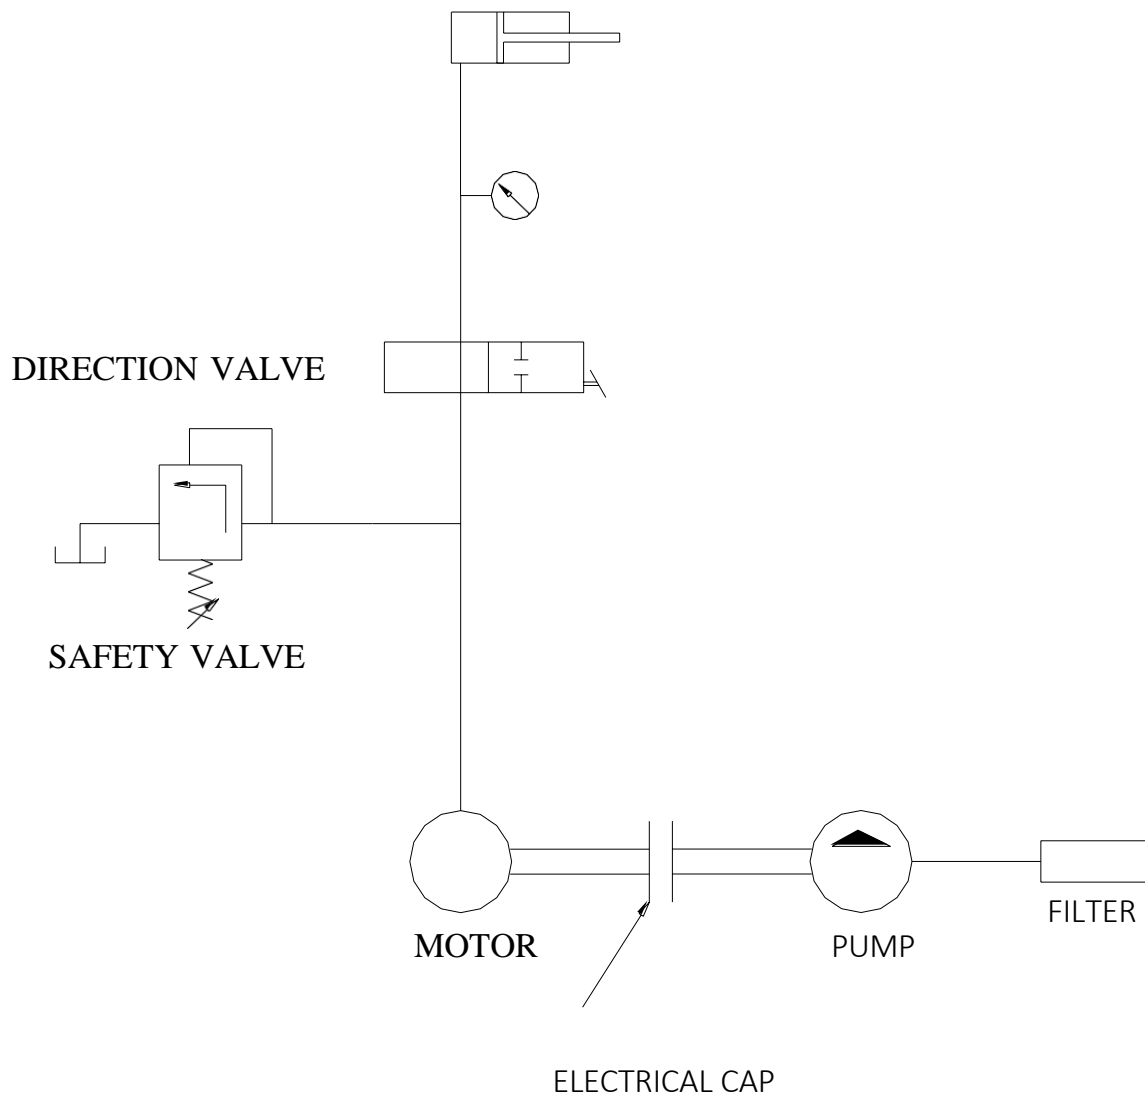 DIRECTION VALVE
SAFETY VALVE
FILTER
MOTOR
PUMP
ELECTRICAL CAP